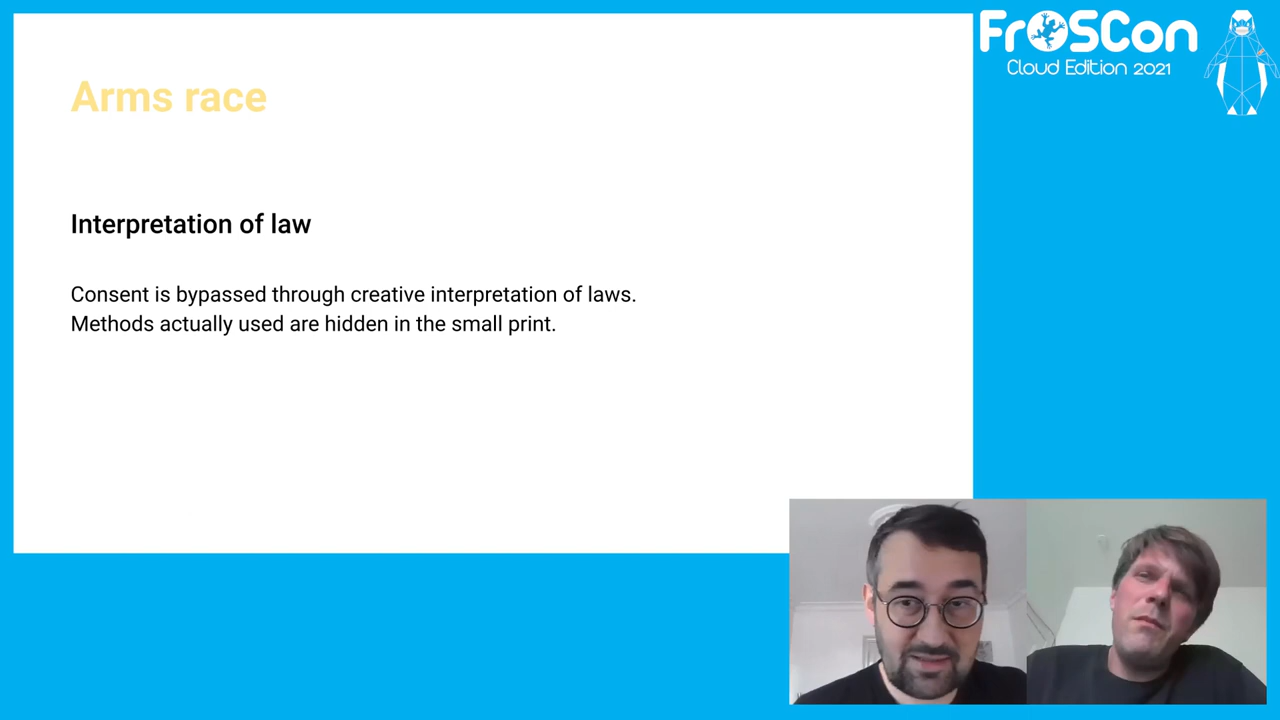 Arms race
Interpretation of law
Consent is bypassed through creative interpretation of laws.
Methods actually used are hidden in the small print.
FrOSCon
Cloud Edition 2021